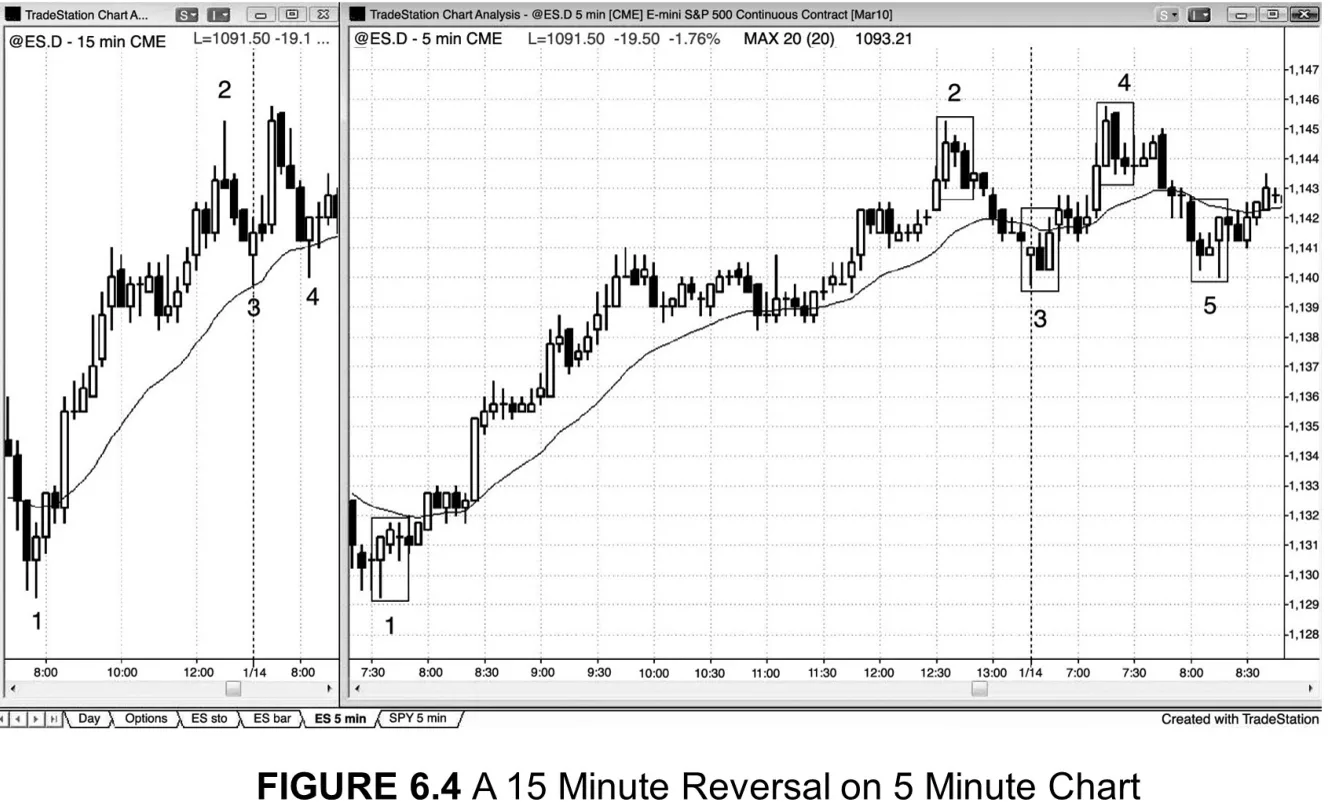 TradeStation Chart A...
S
I
TradeStation Chart Analysis - @ES.D 5 min [CME] E-mini S&P 500 Continuous Contract [Mar10]
S
I
@ES.D - 15 min CME L=1091.50 -19.1 ...
@ES.D - 5 min CME L=1091.50 -19.50 -1.76% MAX 20 (20) 1093.21
1
2
3
4
8:00 10:00 12:00 1/14 8:00
1
2
3
4
5
1,147
1,146
1,145
1,144
1,143
1,142
1,141
1,140
1,139
1,138
1,137
1,136
1,135
1,134
1,133
1,132
1,131
1,130
1,129
1,128
7:30 8:00 8:30 9:00 9:30 10:00 10:30 11:00 11:30 12:00 12:30 13:00 1/14 7:00 7:30 8:00 8:30
Day Options ES sto ES bar ES 5 min SPY 5 min
Created with TradeStation
FIGURE 6.4 A 15 Minute Reversal on 5 Minute Chart